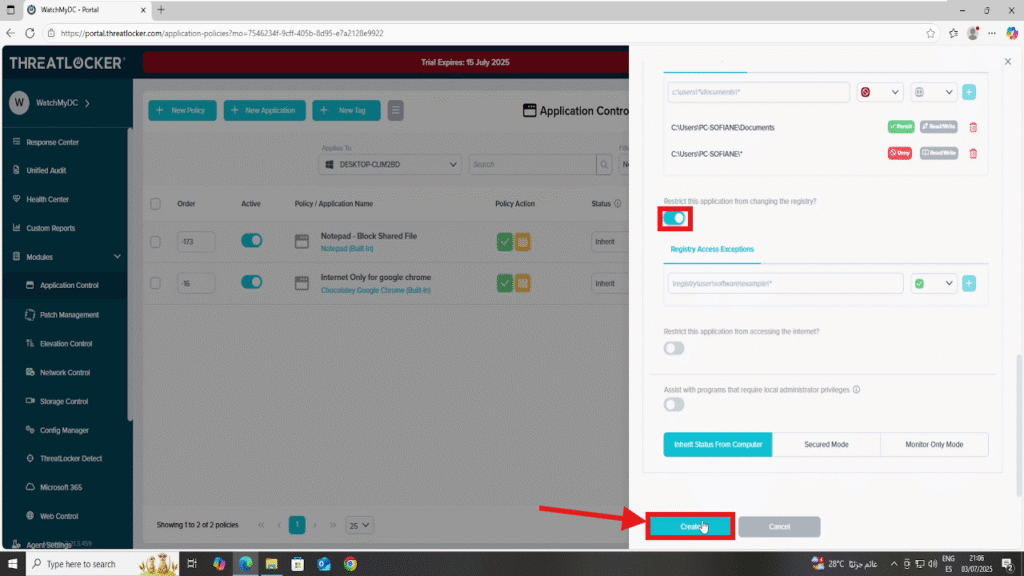 WatchMyDC - Portal
https://portal.threatlocker.com/application-policies?mo=7546234f-9cff-405b-8d95-e7a2128e9922
THREATLOCKER
Trial Expires: 15 July 2025
W WatchMyDC
Response Center
Unified Audit
Health Center
Custom Reports
Modules
Application Control
Patch Management
Elevation Control
Network Control
Storage Control
Config Manager
ThreatLocker Detect
Microsoft 365
Web Control
Agent Settings
+ New Policy
+ New Application
+ New Tag
Application Contro
Applies To
DESKTOP-CLIM2BD
Search
Order Active Policy / Application Name Policy Action Status
-173
Notepad - Block Shared File
Notepad (Built-In)
Inherit
-16
Internet Only for google chrome
Chocolatey Google Chrome (Built-In)
Inherit
Showing 1 to 2 of 2 policies
1
25
c:\users\*\documents\*
C:\Users\PC-SOFIANE\Documents
Permit
Read/Write
C:\Users\PC-SOFIANE\*
Deny
Read/Write
Restrict this application from changing the registry?
Registry Access Exceptions
\registry\user\software\example\*
Restrict this application from accessing the internet?
Assist with programs that require local administrator privileges
Inherit Status From Computer
Secured Mode
Monitor Only Mode
Create
Cancel
Type here to search
28°C غائم جزئيًا
ENG
ES
21:06
03/07/2025